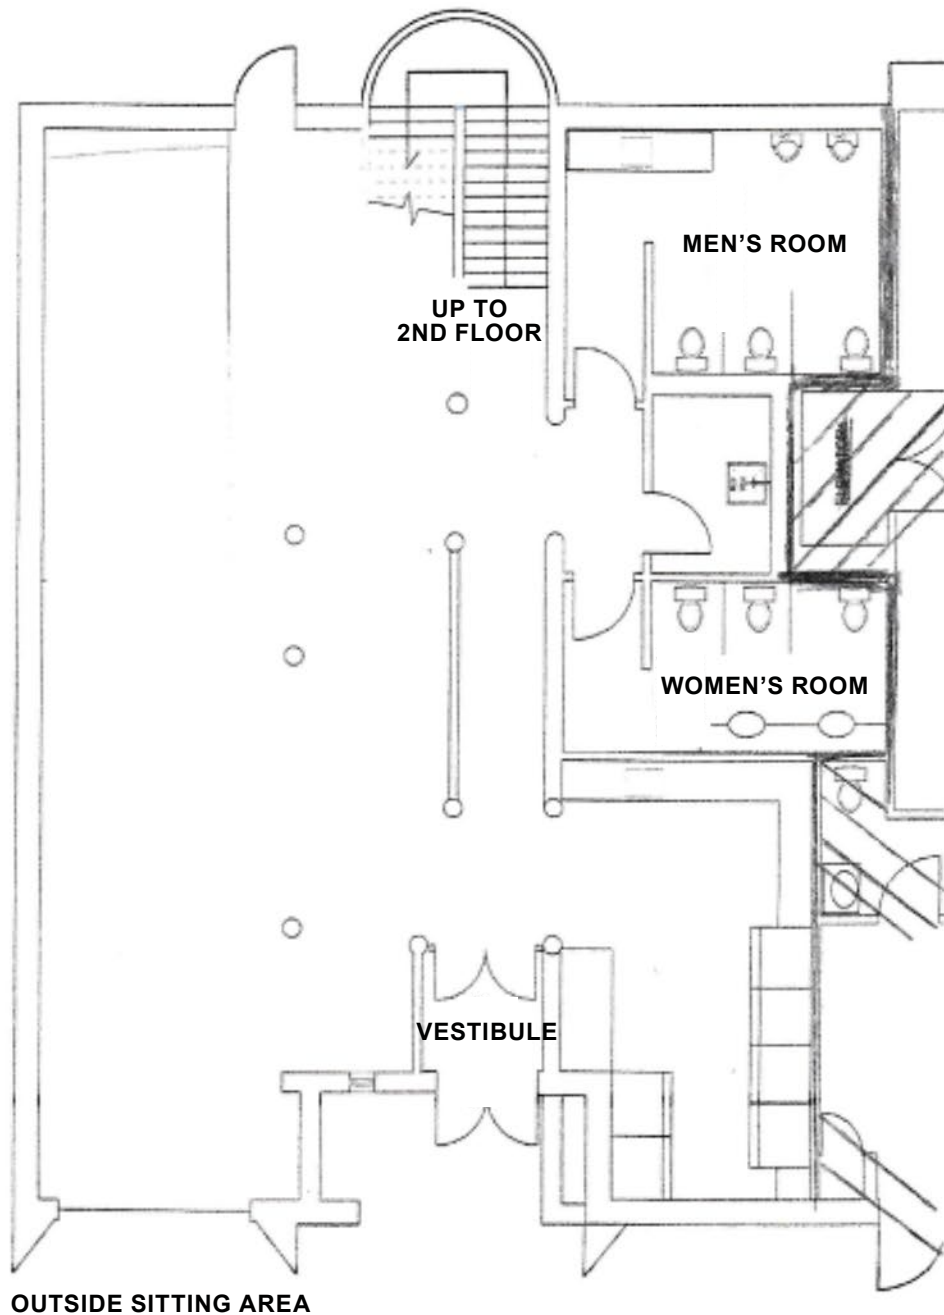 MEN'S ROOM
UP TO
2ND FLOOR
WOMEN'S ROOM
VESTIBULE
OUTSIDE SITTING AREA